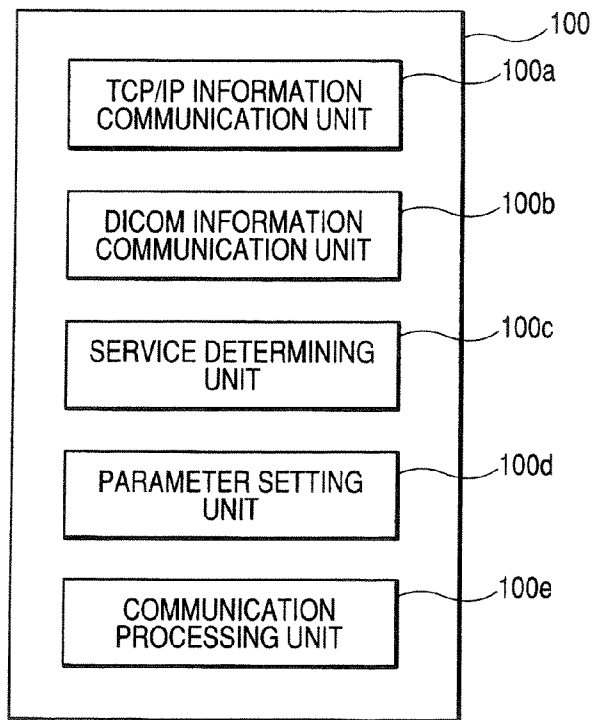 100
TCP/IP INFORMATION
COMMUNICATION UNIT
100a
DICOM INFORMATION
COMMUNICATION UNIT
100b
SERVICE DETERMINING
UNIT
100c
PARAMETER SETTING
UNIT
100d
COMMUNICATION
PROCESSING UNIT
100e